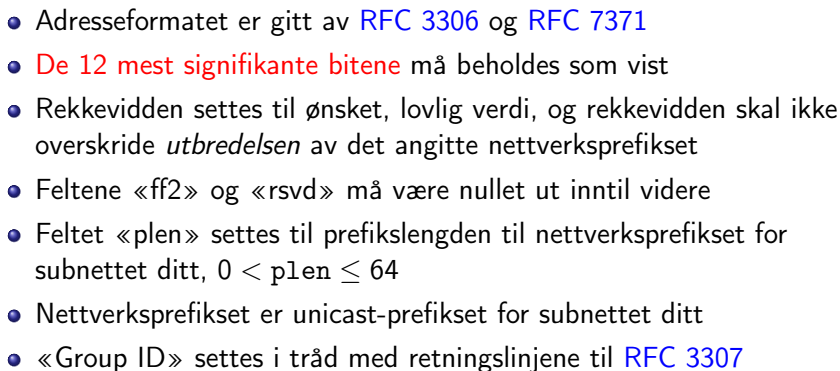 • Adresseformatet er gitt av RFC 3306 og RFC 7371
• De 12 mest signifikante bitene må beholdes som vist
• Rekkevidden settes til ønsket, lovlig verdi, og rekkevidden skal ikke
overskride utbredelsen av det angitte nettverksprefikset
• Feltene «ff2» og «rsvd» må være nullet ut inntil videre
• Feltet «plen» settes til prefikslengden til nettverksprefikset for
subnettet ditt, 0 < plen ≤ 64
• Nettverksprefikset er unicast-prefikset for subnettet ditt
• «Group ID» settes i tråd med retningslinjene til RFC 3307